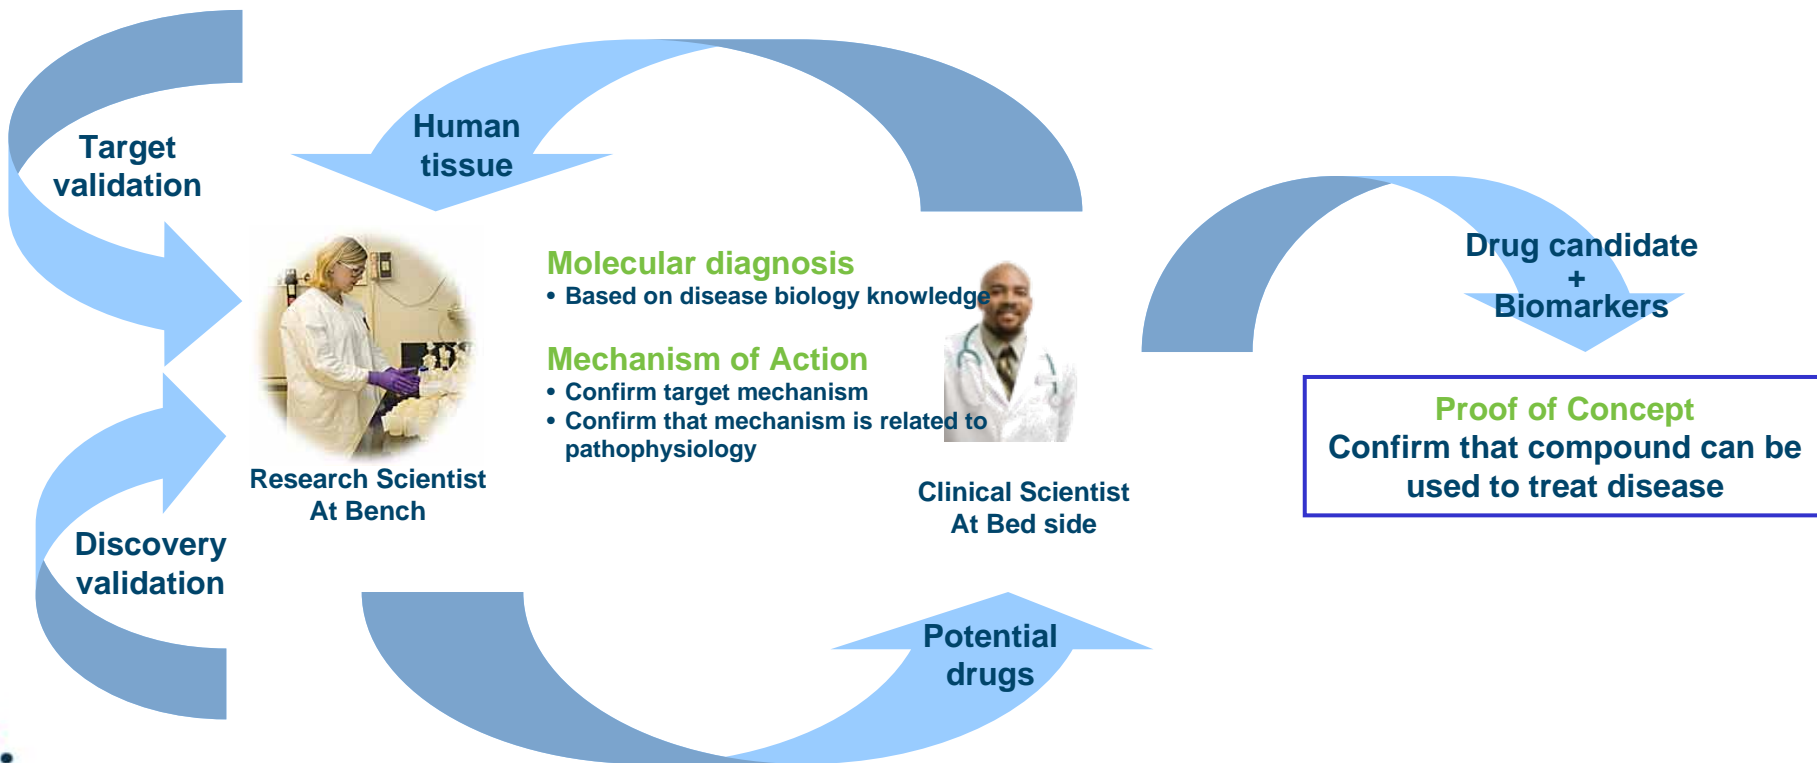 Target
validation
Human
tissue
Molecular diagnosis
• Based on disease biology knowledge
Mechanism of Action
• Confirm target mechanism
• Confirm that mechanism is related to
pathophysiology
Research Scientist
At Bench
Clinical Scientist
At Bed side
Discovery
validation
Potential
drugs
Drug candidate
+
Biomarkers
Proof of Concept
Confirm that compound can be
used to treat disease